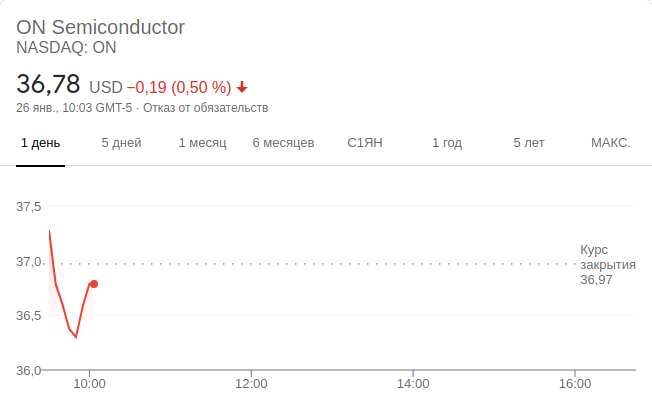 ON Semiconductor
NASDAQ: ON
36,78 USD −0,19 (0,50 %)
26 янв., 10:03 GMT-5 · Отказ от обязательств
1 день 5 дней 1 месяц 6 месяцев С1ЯН 1 год 5 лет МАКС.
37,5
37,0
36,5
36,0
Курс
закрытия
36,97
10:00 12:00 14:00 16:00